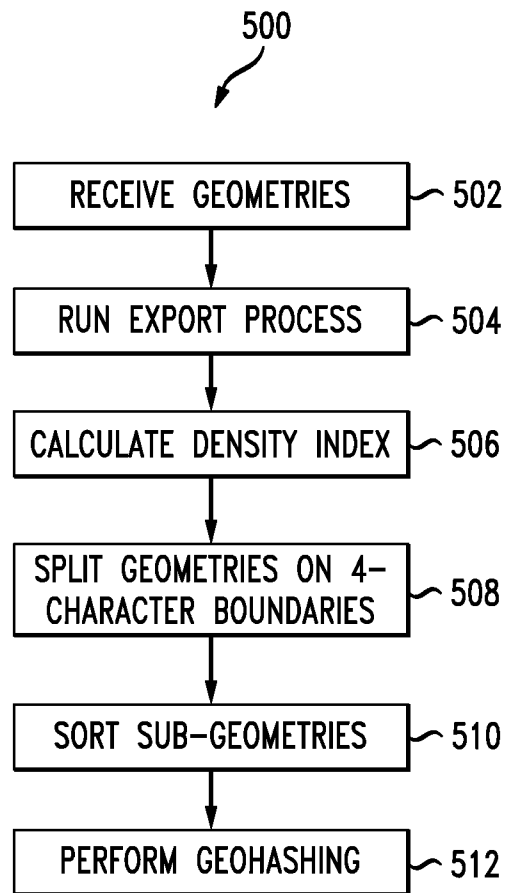 500
RECEIVE GEOMETRIES 502
RUN EXPORT PROCESS 504
CALCULATE DENSITY INDEX 506
SPLIT GEOMETRIES ON 4-
CHARACTER BOUNDARIES 508
SORT SUB-GEOMETRIES 510
PERFORM GEOHASHING 512